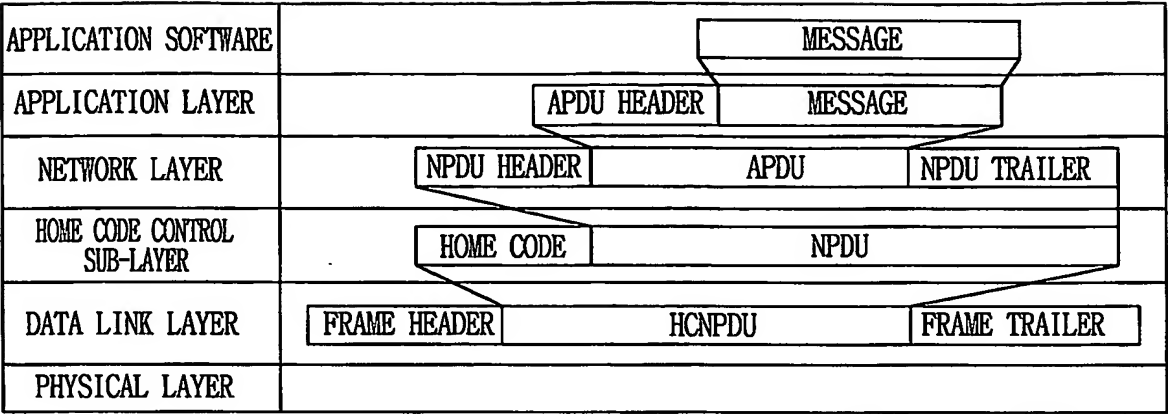 APPLICATION SOFTWARE
MESSAGE
APPLICATION LAYER
APDU HEADER
MESSAGE
NETWORK LAYER
NPDU HEADER
APDU
NPDU TRAILER
HOME CODE CONTROL
SUB-LAYER
HOME CODE
NPDU
DATA LINK LAYER
FRAME HEADER
HCNPDU
FRAME TRAILER
PHYSICAL LAYER